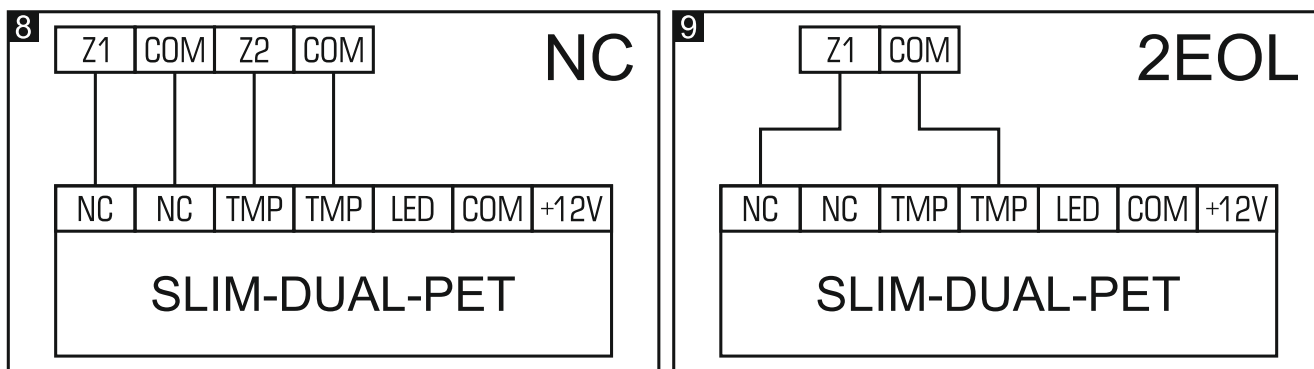 8
Z1 COM Z2 COM
NC
NC NC TMP TMP LED COM +12V
SLIM-DUAL-PET
9
Z1 COM
2EOL
NC NC TMP TMP LED COM +12V
SLIM-DUAL-PET